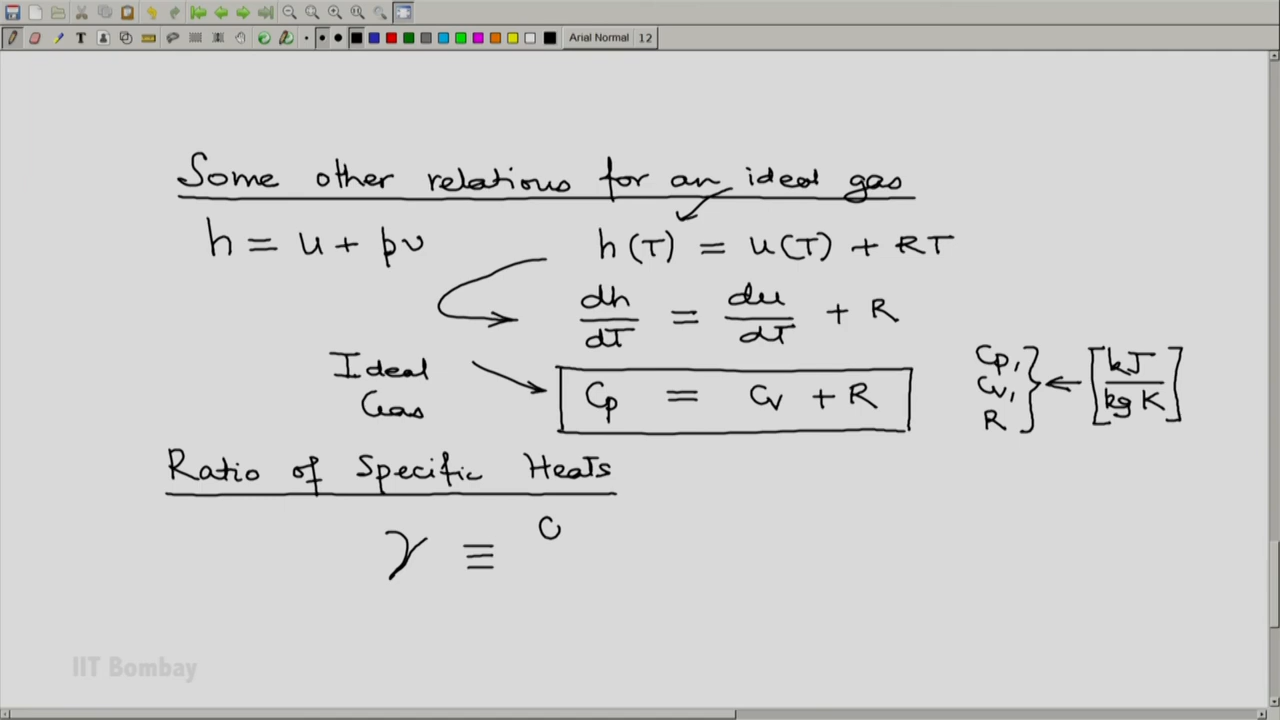 Arial Normal 12
Some other relations for an ideal gas
h = u + pv h(T) = u(T) + RT
dh/dT = du/dT + R
Ideal Gas
Cp = Cv + R
Cp, Cv, R } ← [kJ/kg K]
Ratio of Specific Heats
γ ≡ C
IIT Bombay